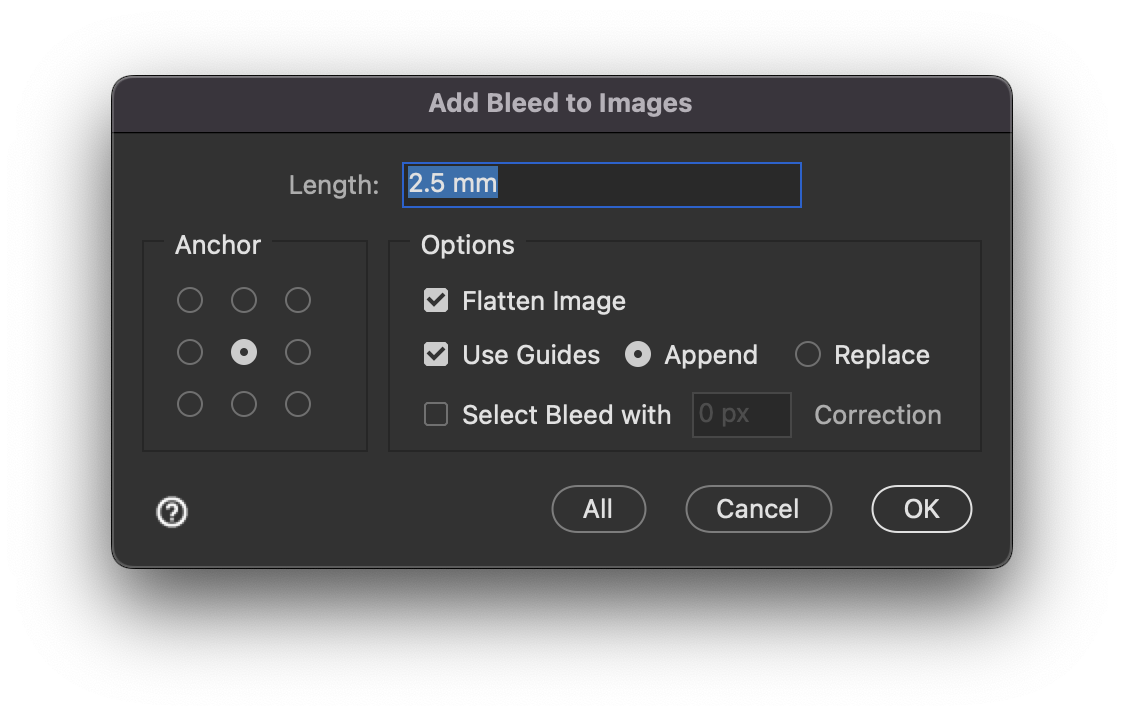 Add Bleed to Images
Length: 2.5 mm
Anchor
Options
Flatten Image
Use Guides Append Replace
Select Bleed with 0 px Correction
? All Cancel OK